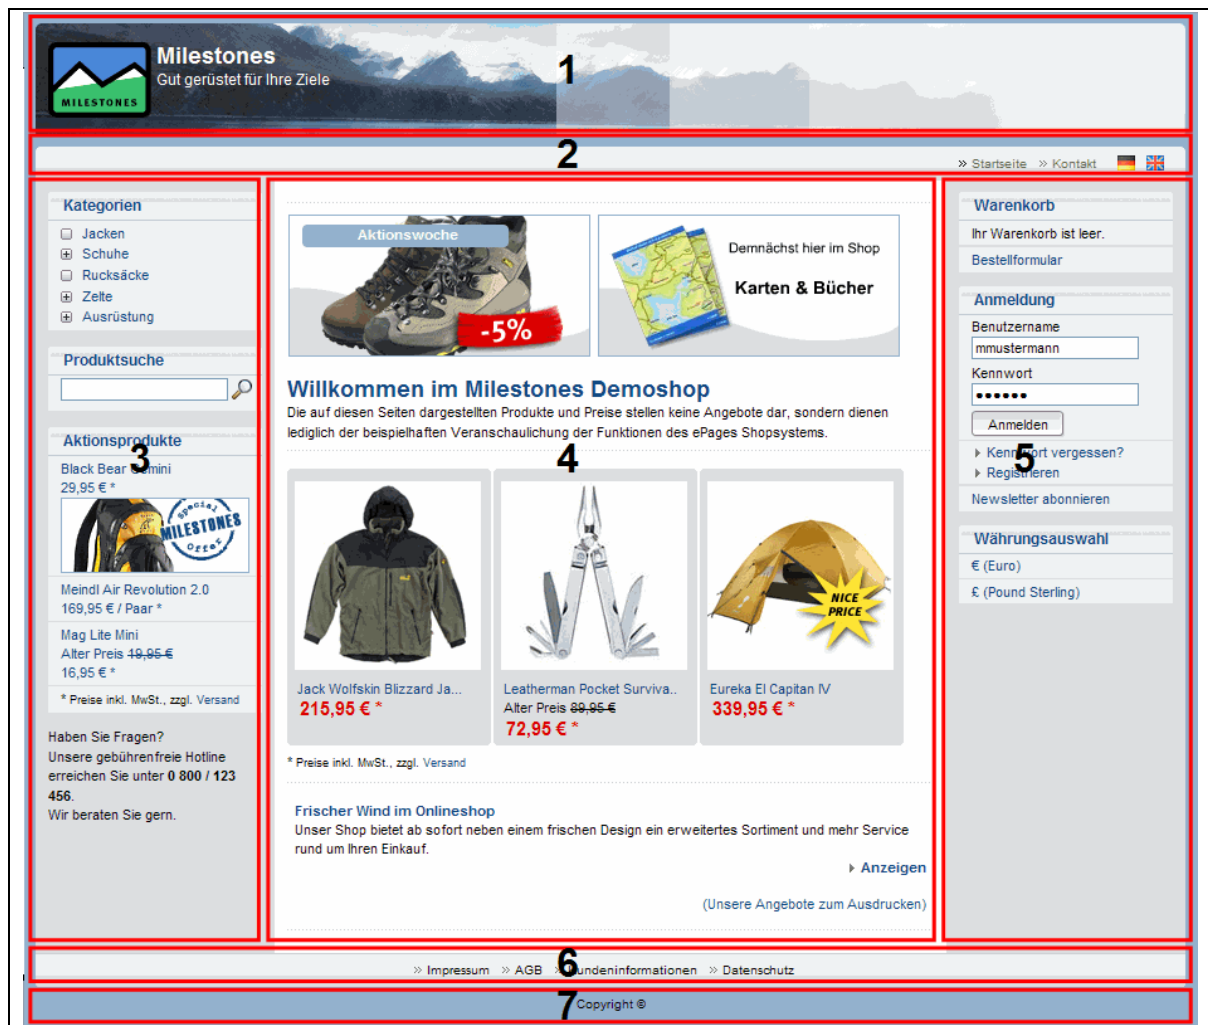 Milestones
Gut gerüstet für Ihre Ziele
MILESTONES
1
2
» Startseite » Kontakt
Kategorien
Jacken
Schuhe
Rucksäcke
Zelte
Ausrüstung
Produktsuche
Aktionsprodukte
3
Black Bear Gemini
29,95 € *
Special
MILESTONES
Offer
Meindl Air Revolution 2.0
169,95 € / Paar *
Mag Lite Mini
Alter Preis 19,95 €
16,95 € *
* Preise inkl. MwSt., zzgl. Versand
Haben Sie Fragen?
Unsere gebührenfreie Hotline
erreichen Sie unter 0 800 / 123
456.
Wir beraten Sie gern.
Aktionswoche
-5%
Demnächst hier im Shop
Karten & Bücher
Willkommen im Milestones Demoshop
Die auf diesen Seiten dargestellten Produkte und Preise stellen keine Angebote dar, sondern dienen
lediglich der beispielhaften Veranschaulichung der Funktionen des ePages Shopsystems.
4
NICE
PRICE
Jack Wolfskin Blizzard Ja...
215,95 € *
Leatherman Pocket Surviva..
Alter Preis 89,95 €
72,95 € *
Eureka El Capitan IV
339,95 € *
* Preise inkl. MwSt., zzgl. Versand
Frischer Wind im Onlineshop
Unser Shop bietet ab sofort neben einem frischen Design ein erweitertes Sortiment und mehr Service
rund um Ihren Einkauf.
Anzeigen
(Unsere Angebote zum Ausdrucken)
Warenkorb
Ihr Warenkorb ist leer.
Bestellformular
Anmeldung
Benutzername
mmustermann
Kennwort
••••••
Anmelden
5
Kennwort vergessen?
Registrieren
Newsletter abonnieren
Währungsauswahl
€ (Euro)
£ (Pound Sterling)
6
» Impressum » AGB » Kundeninformationen » Datenschutz
7
Copyright ©